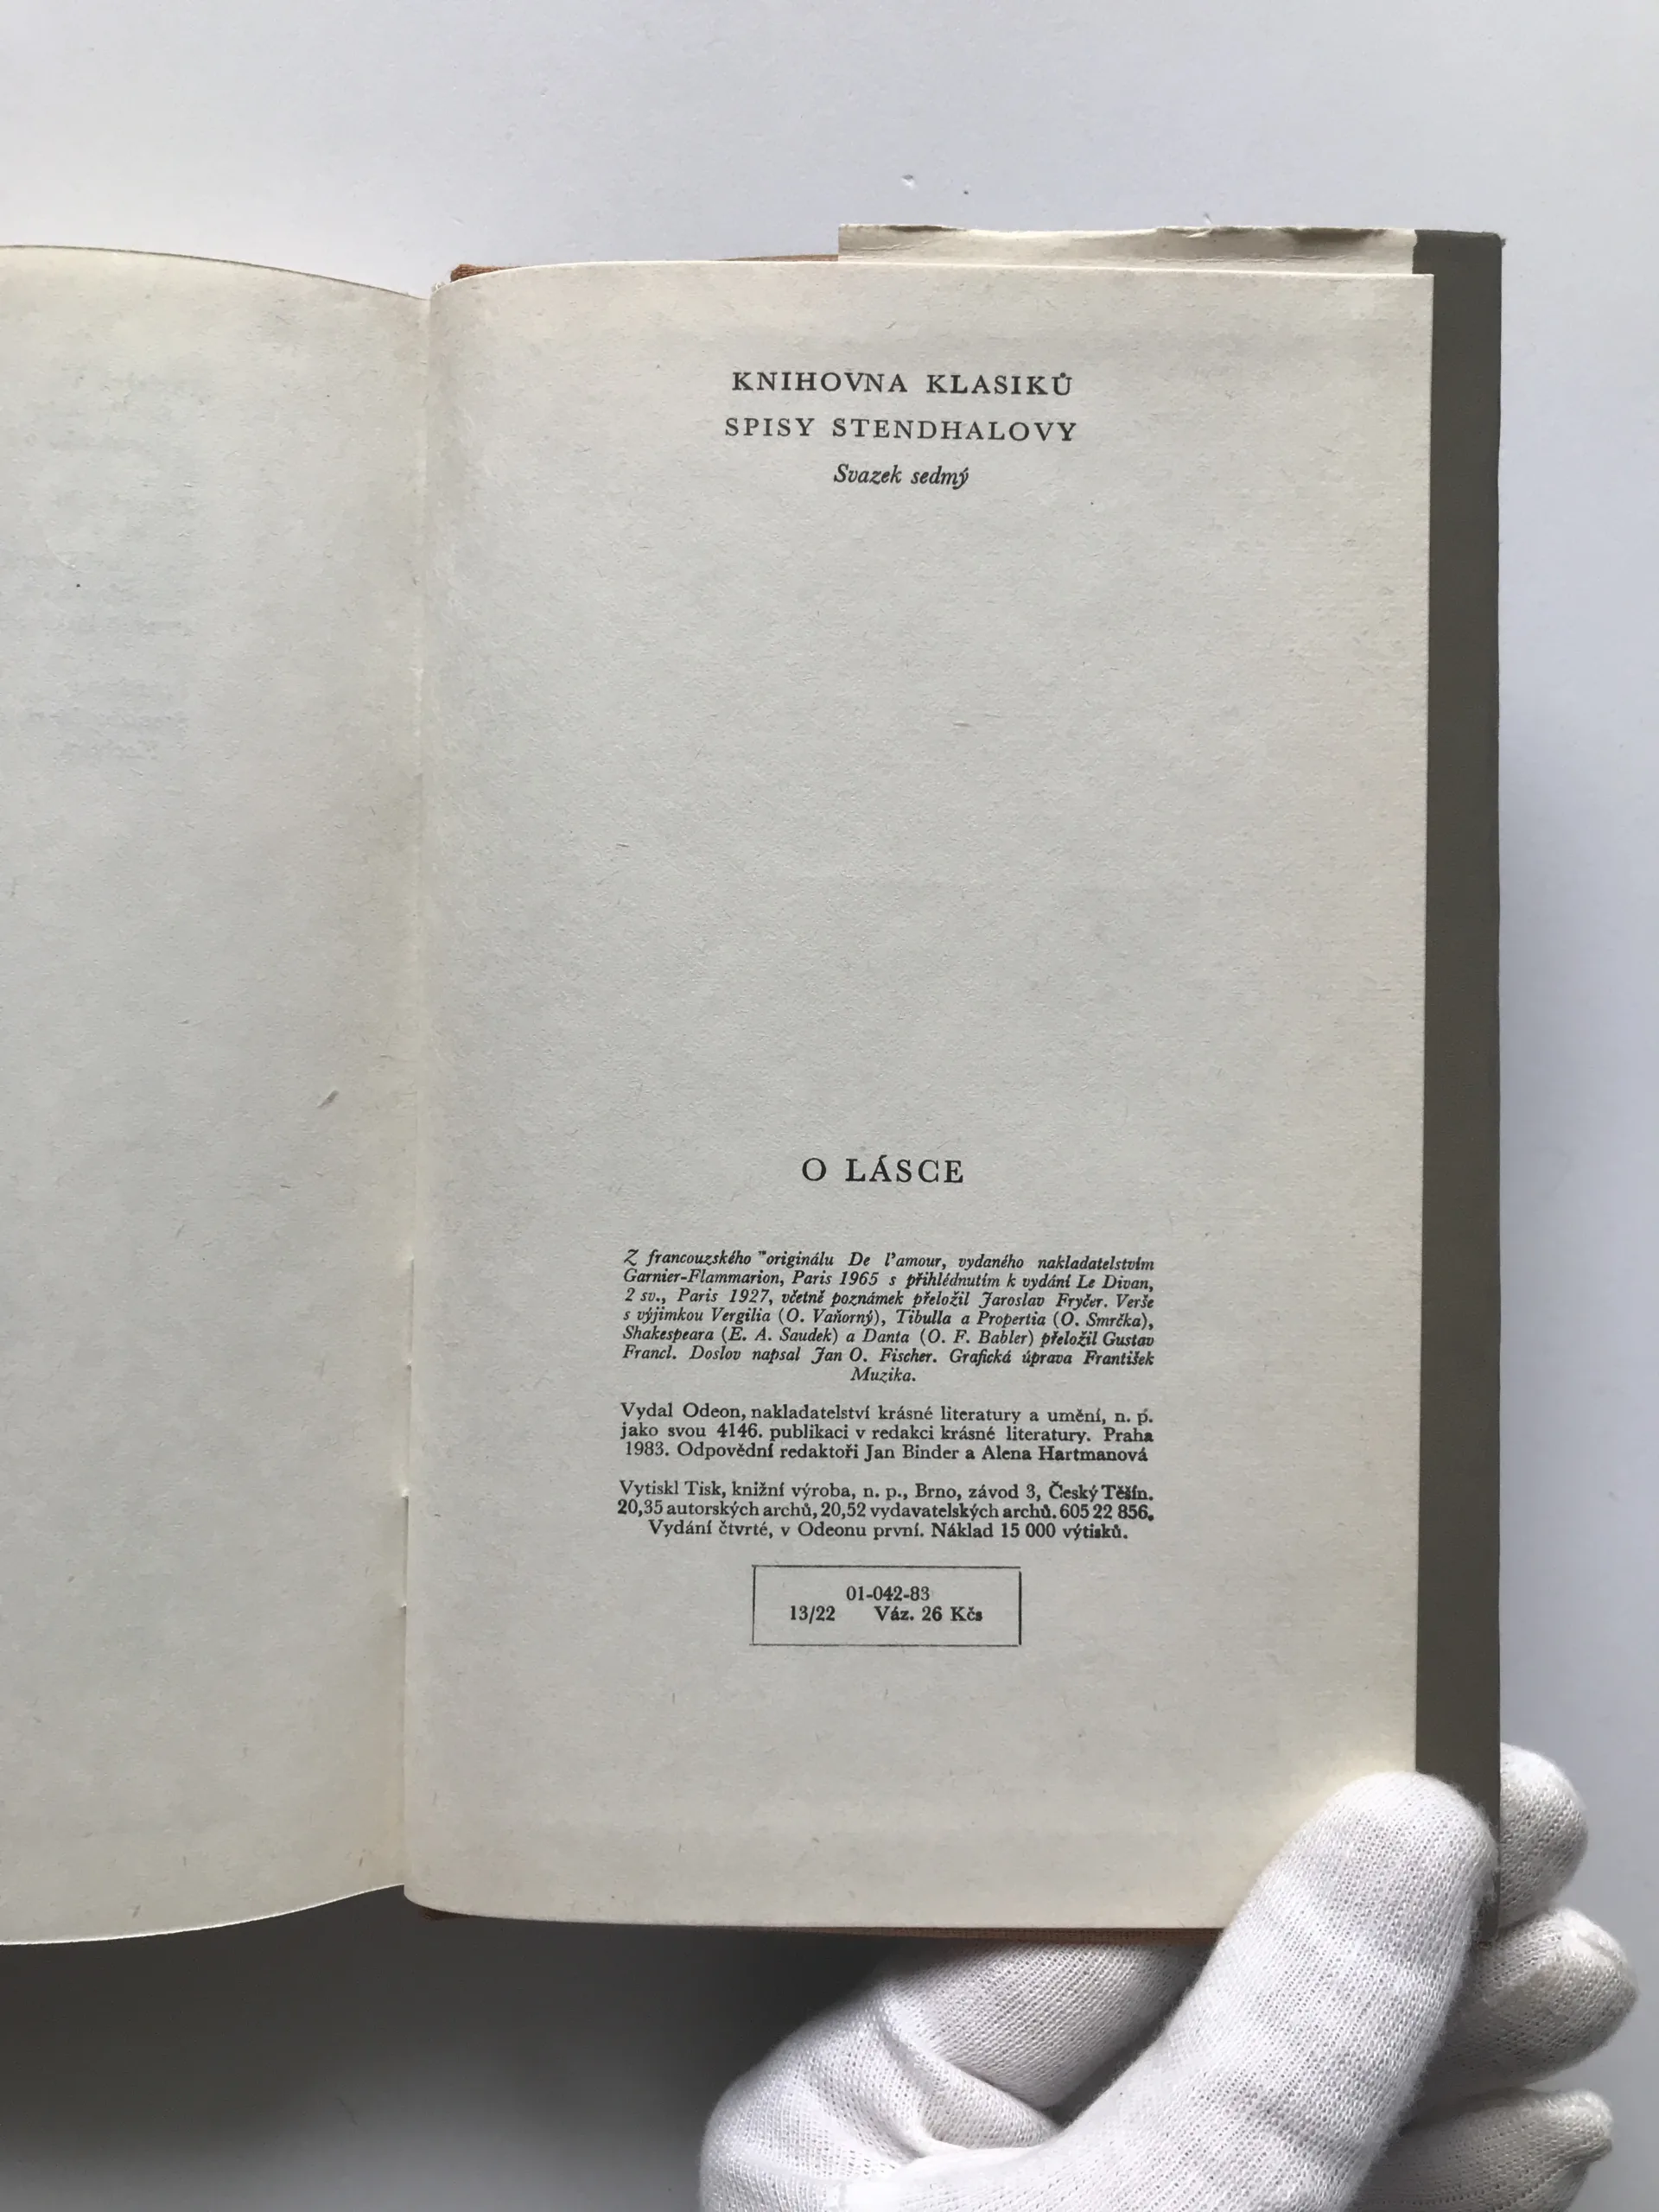 KNIHOVNA KLASIKŮ
SPISY STENDHALOVY
Svazek sedmý
O LÁSCE
Z francouzského originálu De l'amour, vydaného nakladatelstvím
Garnier-Flammarion, Paris 1965 s přihlédnutím k vydání Le Divan,
2 sv., Paris 1927, včetně poznámek přeložil Jaroslav Fryčer. Verše
s výjimkou Vergilia (O. Vaňorný), Tibulla a Propertia (O. Smrčka),
Shakespeara (E. A. Saudek) a Danta (O. F. Babler) přeložil Gustav
Francl. Doslov napsal Jan O. Fischer. Grafická úprava František
Muzika.
Vydal Odeon, nakladatelství krásné literatury a umění, n. p.
jako svou 4146. publikaci v redakci krásné literatury. Praha
1983. Odpovědní redaktoři Jan Binder a Alena Hartmanová
Vytiskl Tisk, knižní výroba, n. p., Brno, závod 3, Český Těšín.
20,35 autorských archů, 20,52 vydavatelských archů. 605 22 856.
Vydání čtvrté, v Odeonu první. Náklad 15 000 výtisků.
01-042-83
13/22 Váz. 26 Kčs